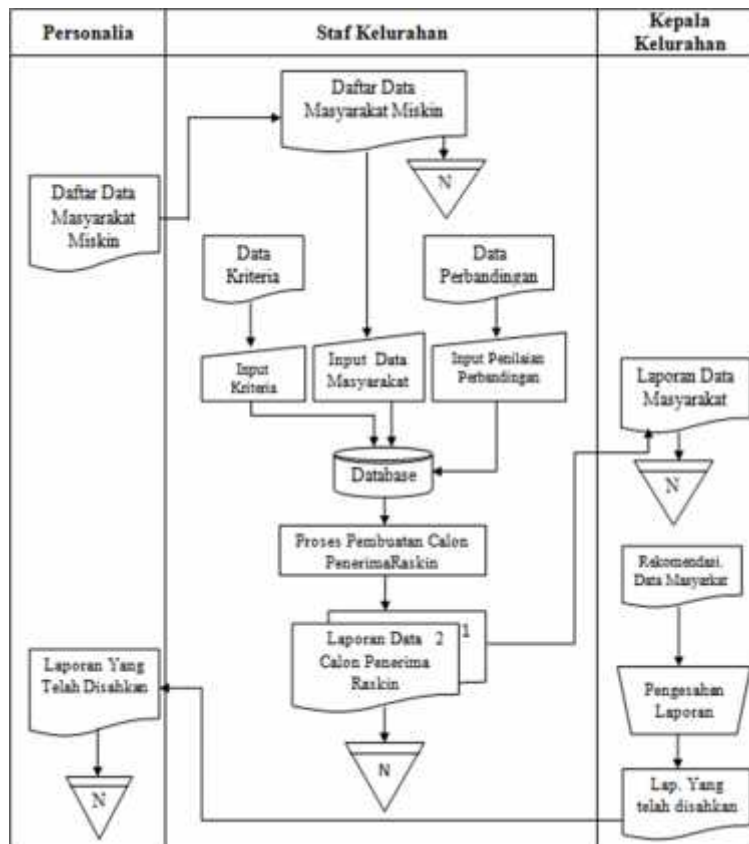 Personalia
Staf Kelurahan
Kepala
Kelurahan
Daftar Data
Masyarakat Miskin
N
Daftar Data
Masyarakat
Miskin
Data
Kriteria
Data
Perbandingan
Input
Kriteria
Input Data
Masyarakat
Input Penilaian
Perbandingan
Laporan Data
Masyarakat
N
Database
Proses Pembuatan Calon
PenerimaRaskin
Rekomendasi.
Data Masyarkat
1
Laporan Data 2
Calon Penerima
Raskin
Laporan Yang
Telah Disahkan
Pengesahan
Laporan
N
N
Lap. Yang
telah disahkan